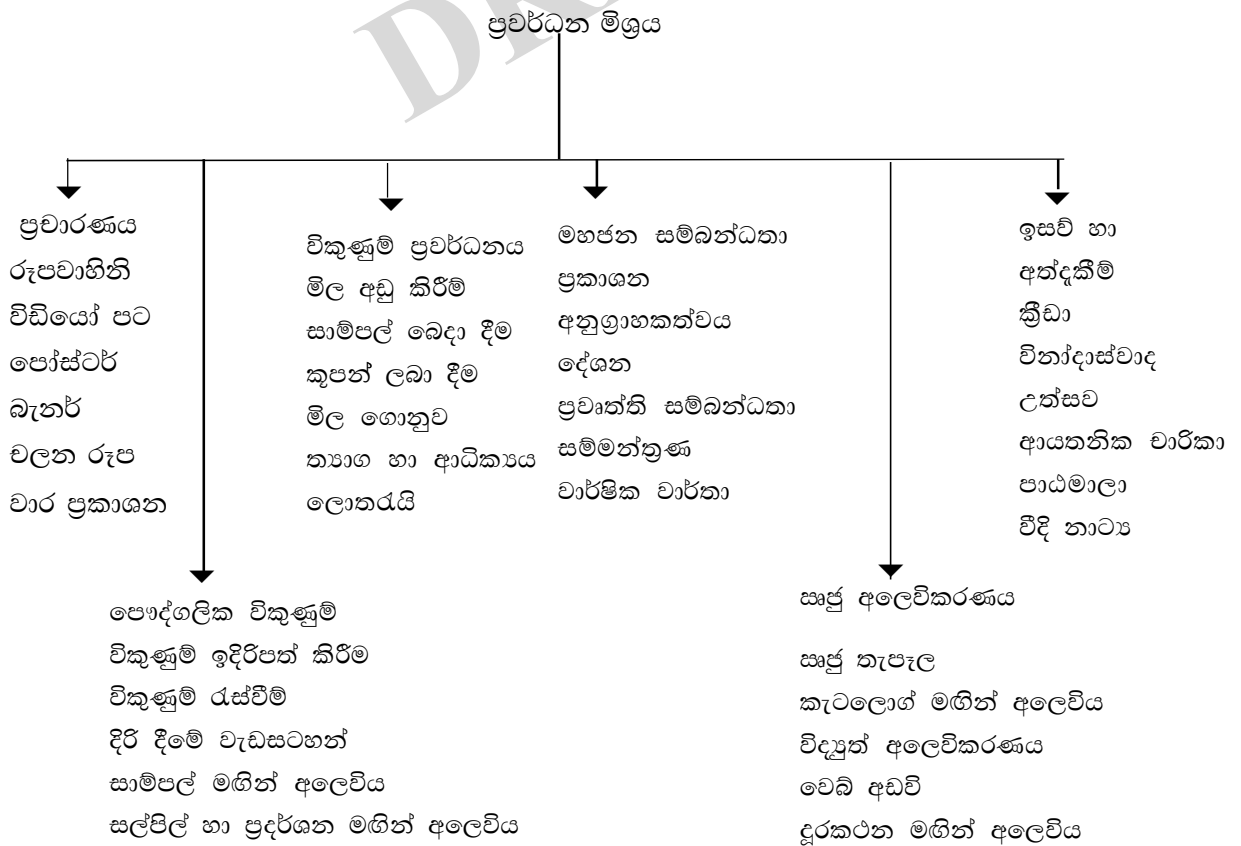 ප්‍රවර්ධන මිශ්‍රය
ප්‍රචාරණය
රූපවාහිනි
විඩියෝ පට
පෝස්ටර්
බැනර්
චලන රූප
වාර ප්‍රකාශන
විකුණුම් ප්‍රවර්ධනය
මිල අඩු කිරීම්
සාම්පල් බෙදා දීම
කූපන් ලබා දීම
මිල ගොනුව
ත්‍යාග හා ආධික්‍යය
ලොතරැයි
මහජන සම්බන්ධතා
ප්‍රකාශන
අනුග්‍රාහකත්වය
දේශන
ප්‍රවෘත්ති සම්බන්ධතා
සම්මන්ත්‍රණ
වාර්ෂික වාර්තා
ඉසව් හා
අත්දැකීම්
ක්‍රීඩා
විනෝදාස්වාද
උත්සව
ආයතනික චාරිකා
පාඨමාලා
වීදි නාට්‍ය
පෞද්ගලික විකුණුම්
විකුණුම් ඉදිරිපත් කිරීම
විකුණුම් රැස්වීම්
දිරි දීමේ වැඩසටහන්
සාම්පල් මඟින් අලෙවිය
සල්පිල් හා ප්‍රදර්ශන මඟින් අලෙවිය
ඍජු අලෙවිකරණය
ඍජු තැපෑල
කැටලොග් මඟින් අලෙවිය
විද්‍යුත් අලෙවිකරණය
වෙබ් අඩවි
දූරකථන මඟින් අලෙවිය